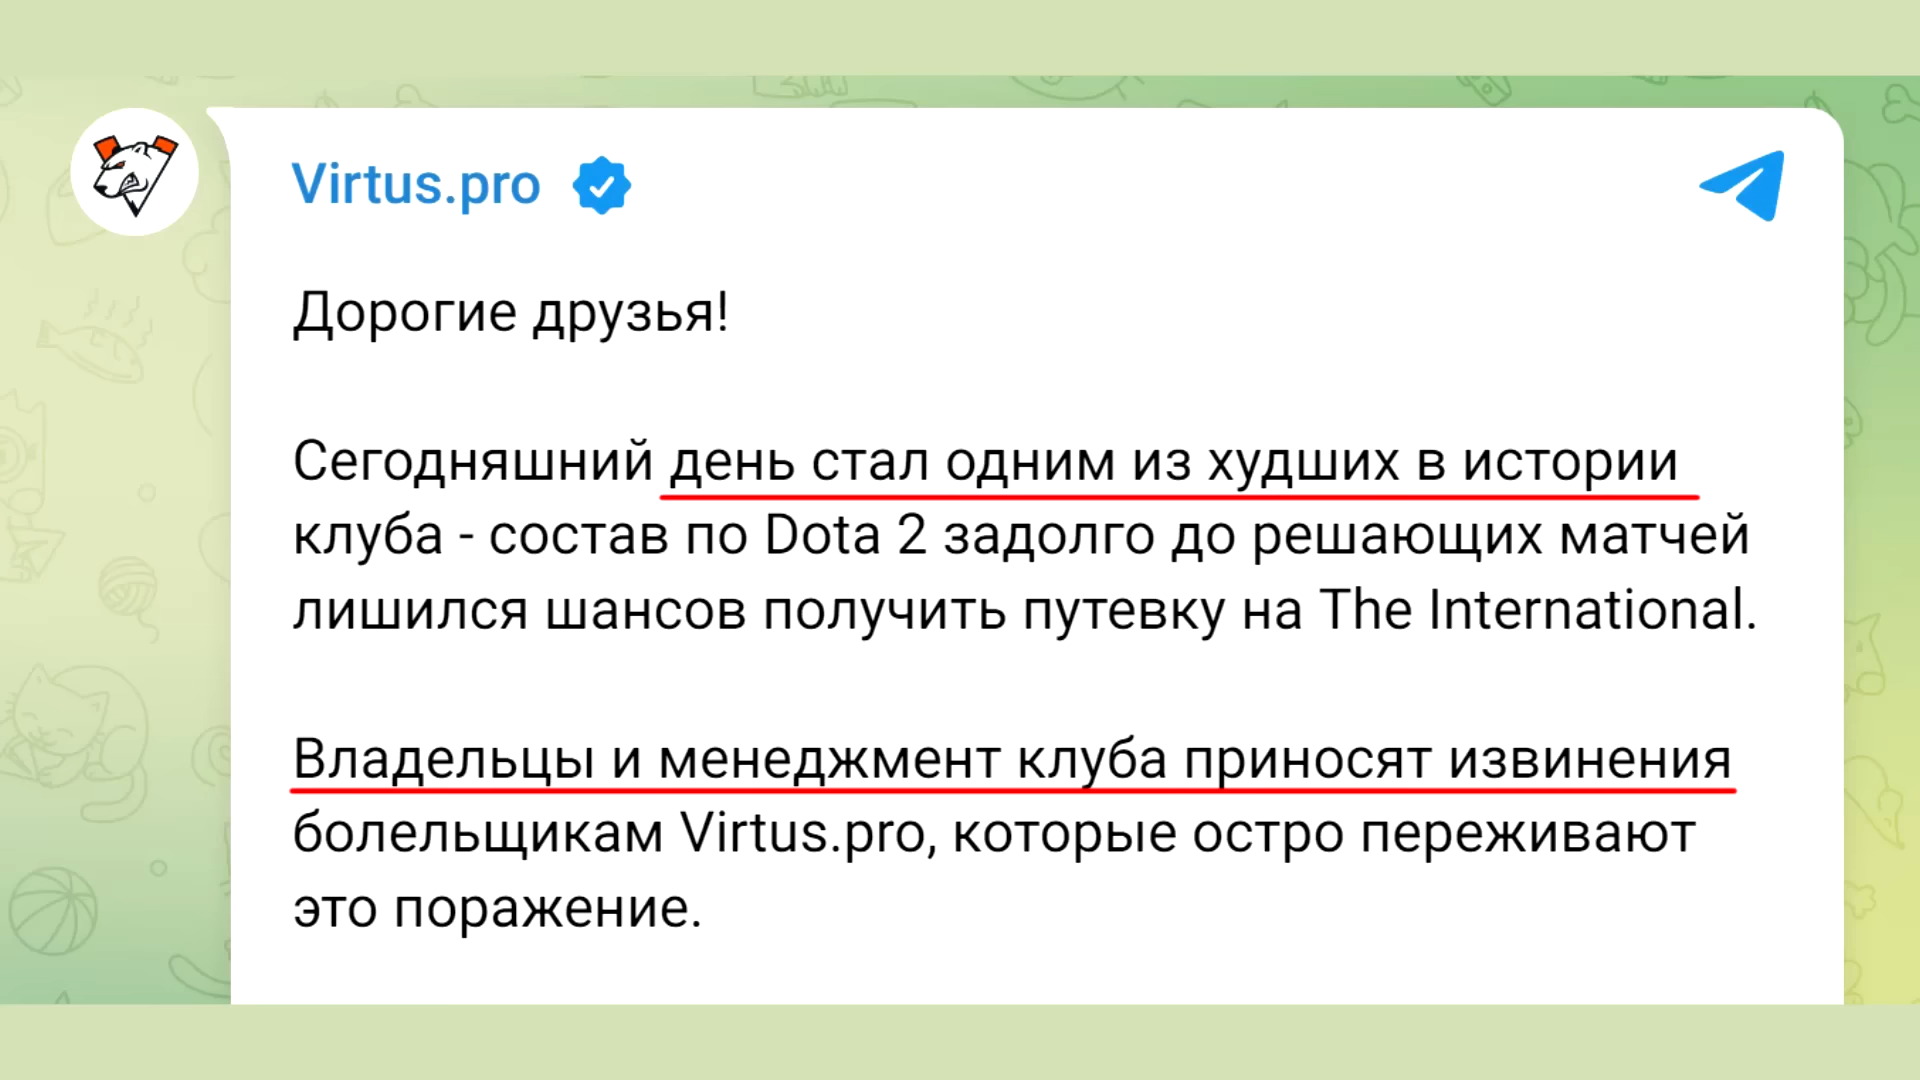 Virtus.pro
Дорогие друзья!
Сегодняшний день стал одним из худших в истории
клуба - состав по Dota 2 задолго до решающих матчей
лишился шансов получить путевку на The International.
Владельцы и менеджмент клуба приносят извинения
болельщикам Virtus.pro, которые остро переживают
это поражение.